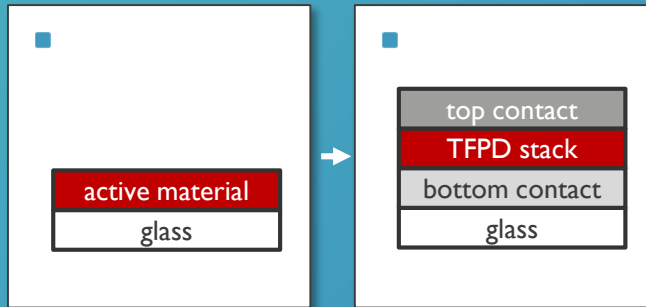 active material
glass
top contact
TFPD stack
bottom contact
glass